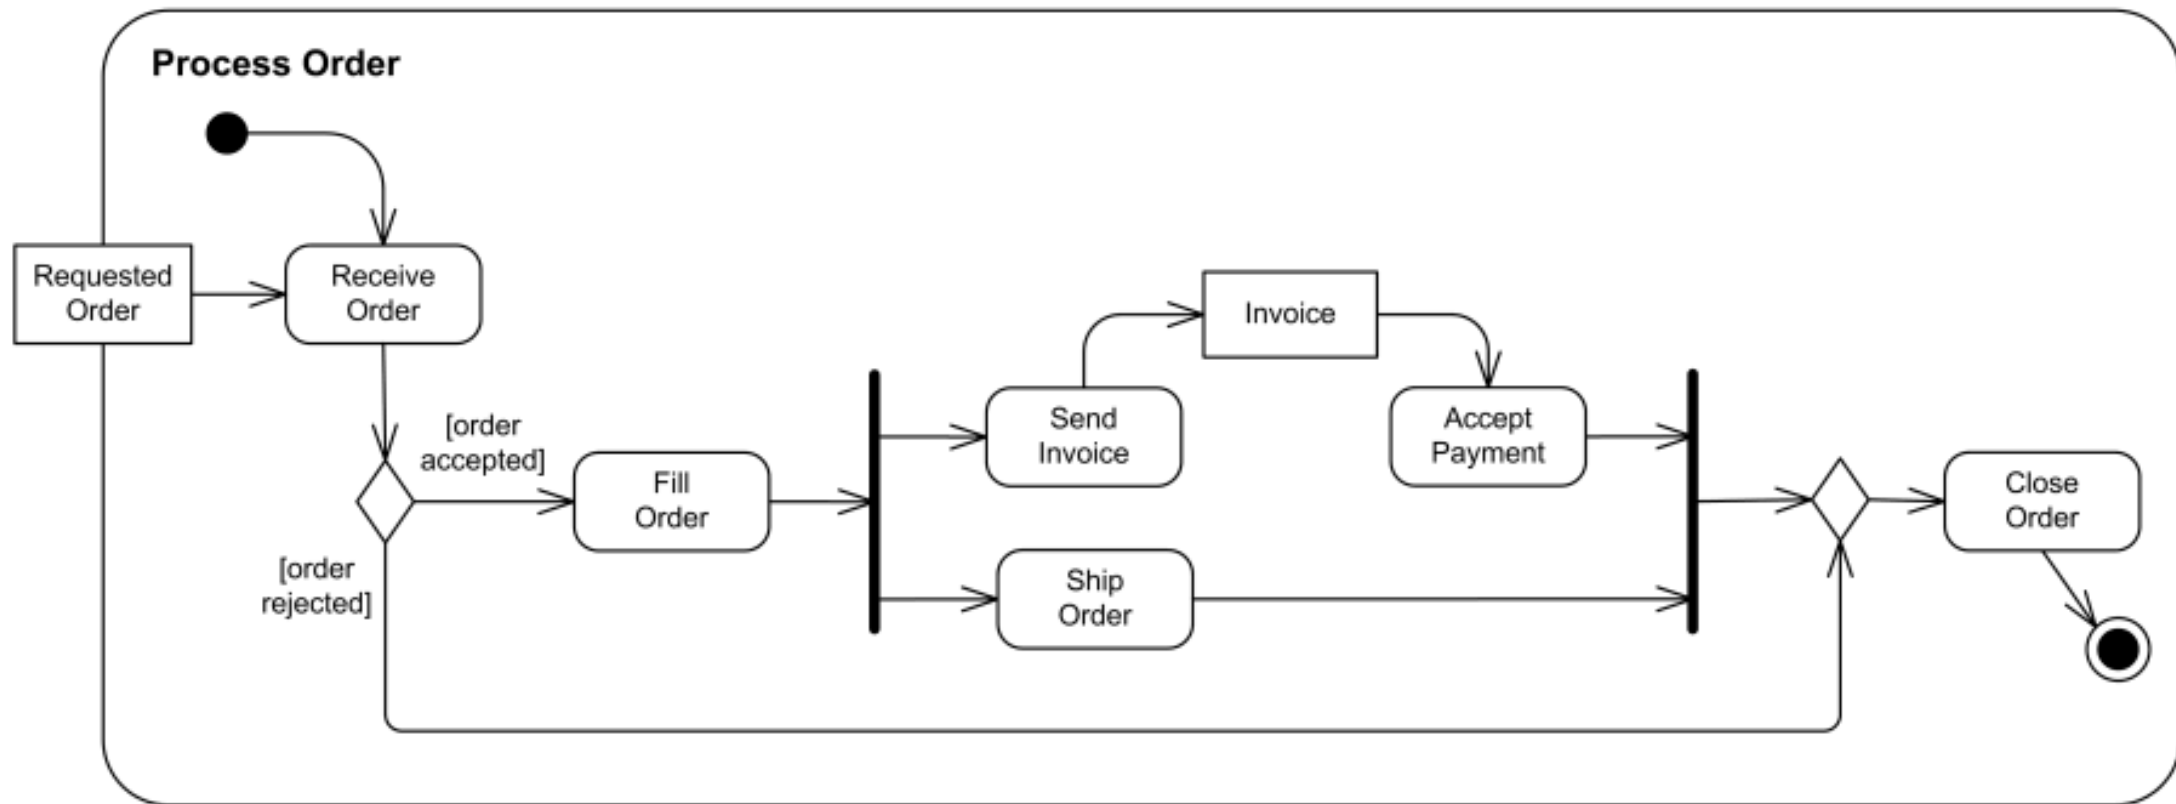 Process Order
Requested
Order
Receive
Order
Invoice
[order
accepted]
Send
Invoice
Accept
Payment
Fill
Order
Close
Order
[order
rejected]
Ship
Order